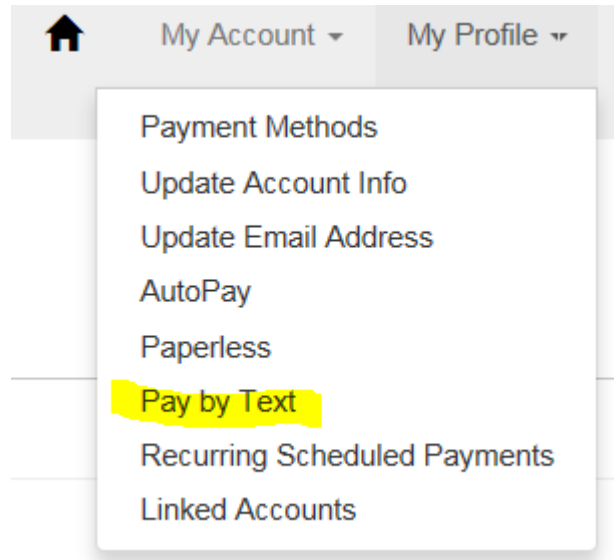 My Account My Profile
Payment Methods
Update Account Info
Update Email Address
AutoPay
Paperless
Pay by Text
Recurring Scheduled Payments
Linked Accounts